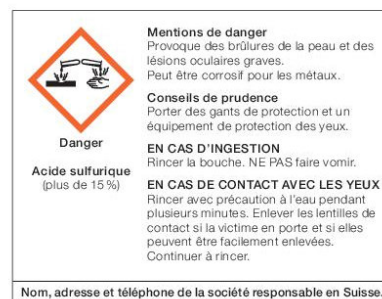 Mentions de danger
Provoque des brûlures de la peau et des
lésions oculaires graves.
Peut être corrosif pour les métaux.
Conseils de prudence
Porter des gants de protection et un
équipement de protection des yeux.
Danger
Acide sulfurique
(plus de 15 %)
EN CAS D'INGESTION
Rincer la bouche. NE PAS faire vomir.
EN CAS DE CONTACT AVEC LES YEUX
Rincer avec précaution à l'eau pendant
plusieurs minutes. Enlever les lentilles de
contact si la victime en porte et si elles
peuvent être facilement enlevées.
Continuer à rincer.
Nom, adresse et téléphone de la société responsable en Suisse.